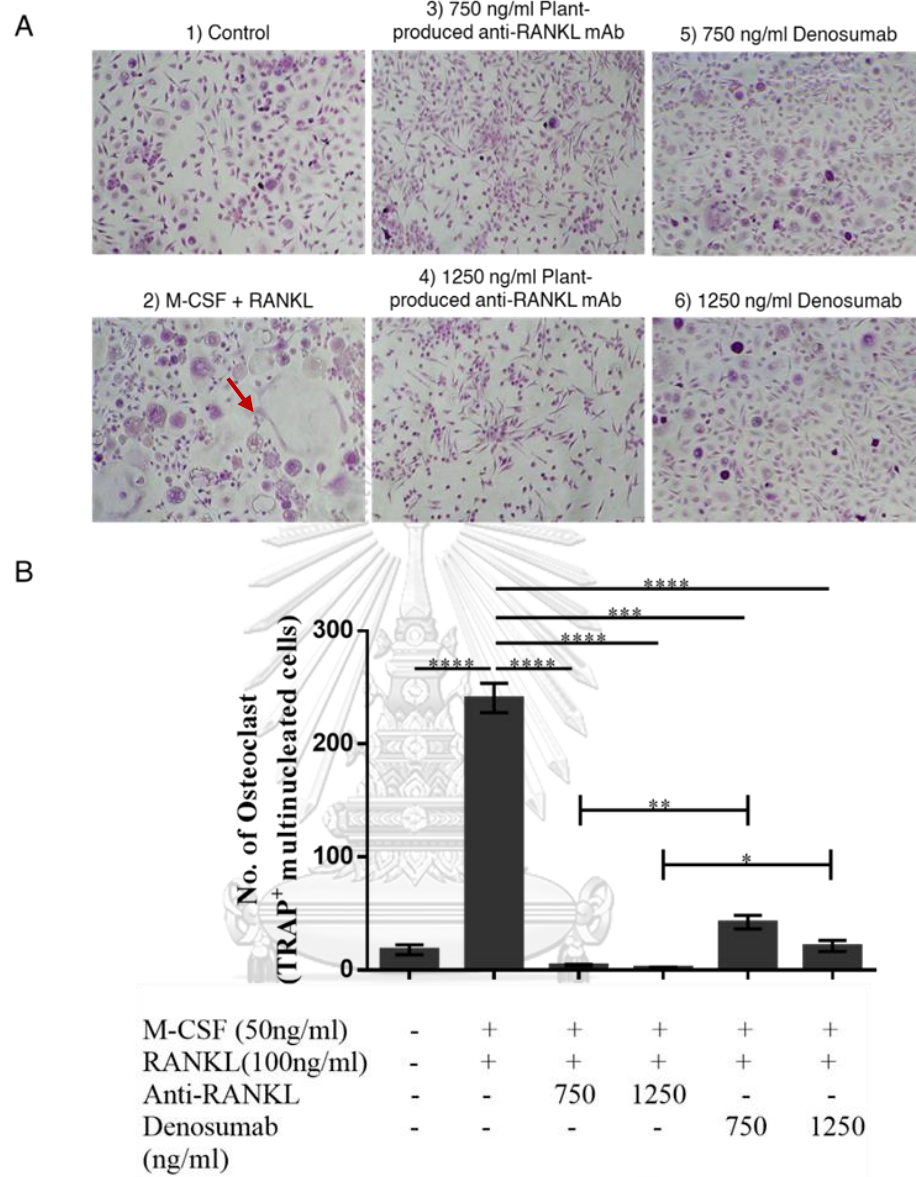 A
1) Control
3) 750 ng/ml Plant-
produced anti-RANKL mAb
5) 750 ng/ml Denosumab
2) M-CSF + RANKL
4) 1250 ng/ml Plant-
produced anti-RANKL mAb
6) 1250 ng/ml Denosumab
B
No. of Osteoclast
(TRAP⁺ multinucleated cells)
300
200
100
0
****
***
****
**** ****
**
*
M-CSF (50ng/ml) - + + + + +
RANKL(100ng/ml) - + + + + +
Anti-RANKL - - 750 1250 - -
Denosumab - - - - 750 1250
(ng/ml)